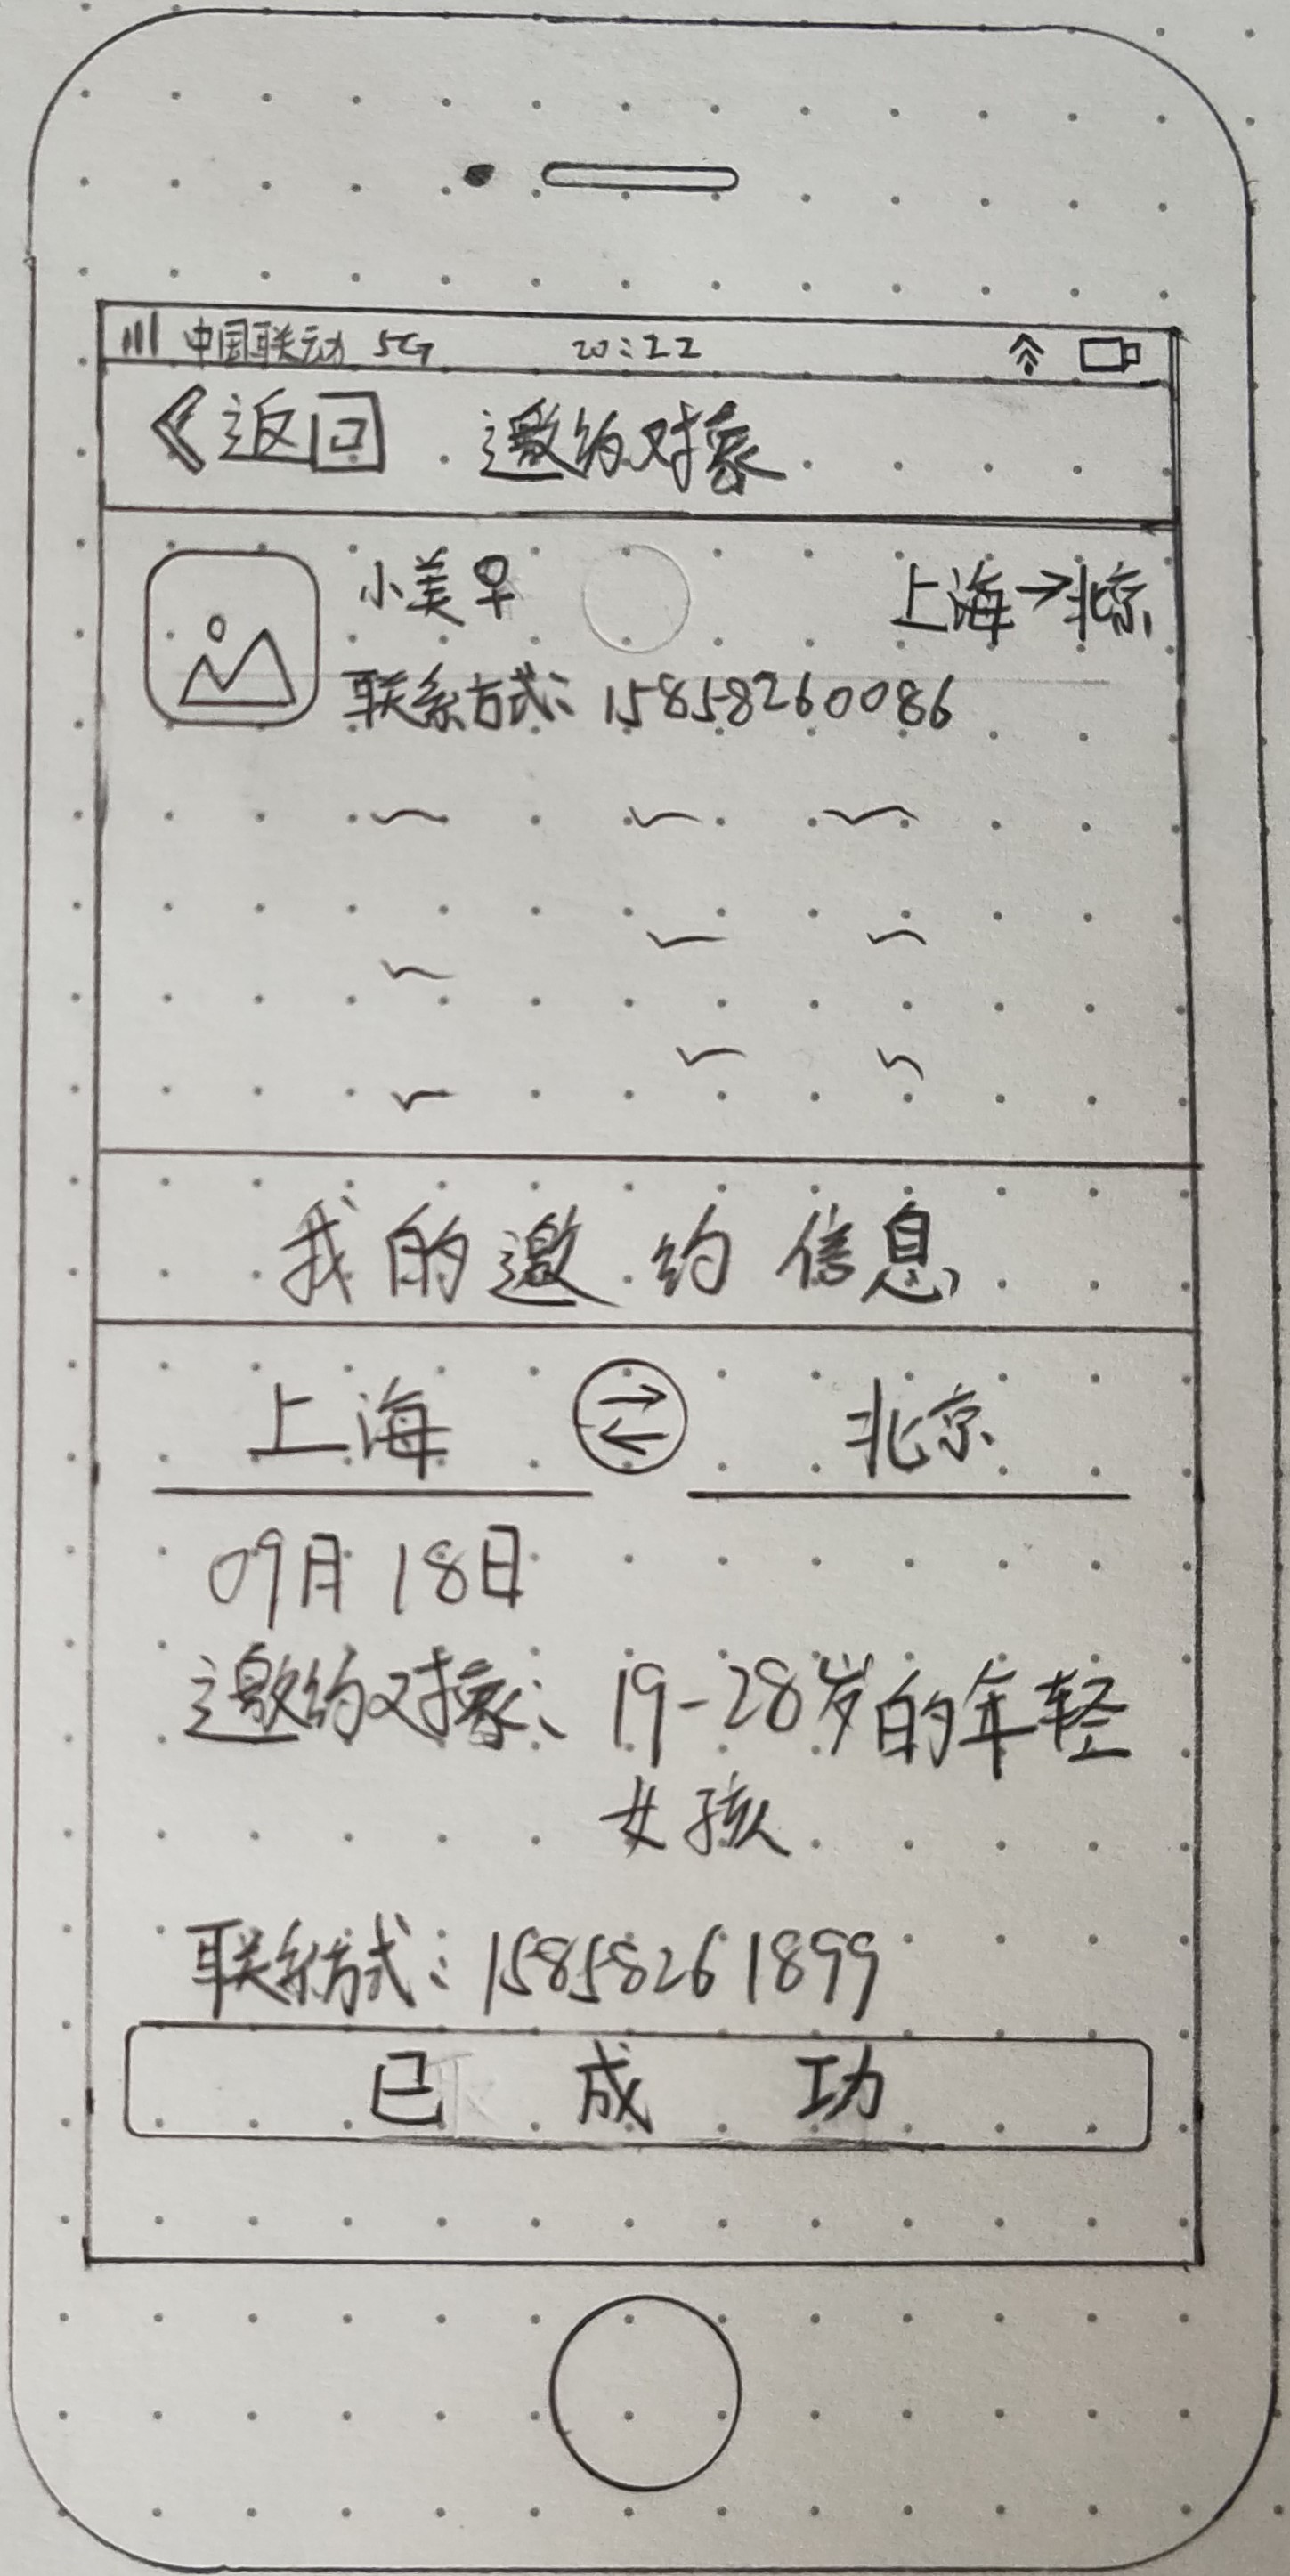 中国联动 5G 20:22
返回 邀约对象
小美♀ 上海→北京
联系方式: 15858260086
我的邀约信息
上海 北京
09月18日
邀约对象: 19-28岁的年轻
女孩
联系方式: 15858261899
已成功